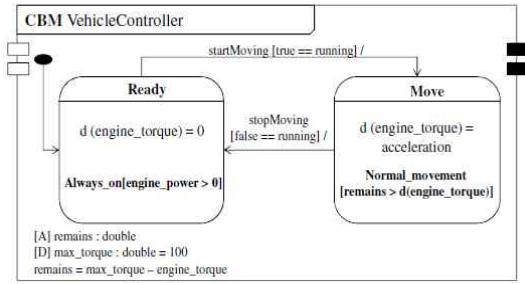 CBM VehicleController
startMoving [true == running] /
Ready
d (engine_torque) = 0
Always_on[engine_power > 0]
stopMoving
[false == running] /
Move
d (engine_torque) =
acceleration
Normal_movement
[remains > d(engine_torque)]
[A] remains : double
[D] max_torque : double = 100
remains = max_torque – engine_torque